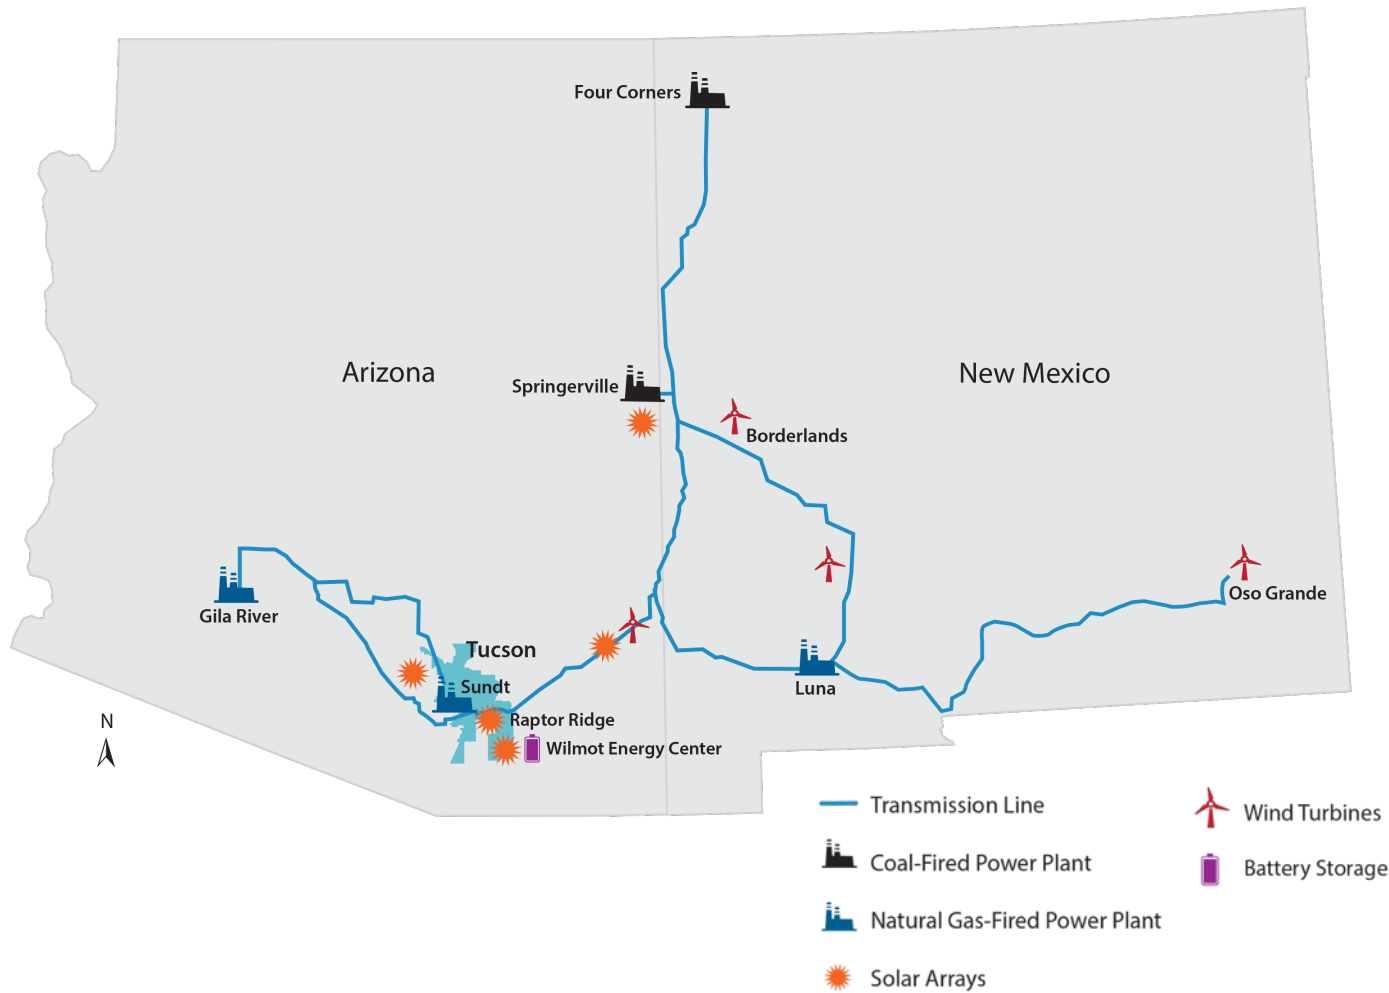 Four Corners
Arizona
New Mexico
Springerville
Borderlands
Gila River
Oso Grande
Tucson
Sundt
Luna
Raptor Ridge
Wilmot Energy Center
N
Transmission Line
Wind Turbines
Coal-Fired Power Plant
Battery Storage
Natural Gas-Fired Power Plant
Solar Arrays